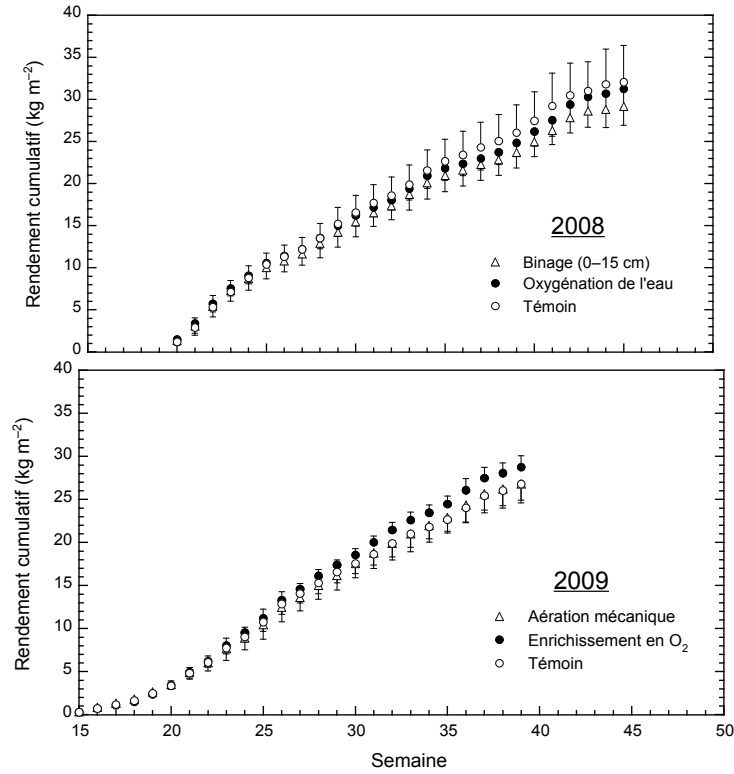 40
35
30
25
20
15
10
5
0
Rendement cumulatif (kg m⁻²)
2008
Binage (0–15 cm)
Oxygénation de l'eau
Témoin
40
35
30
25
20
15
10
5
0
Rendement cumulatif (kg m⁻²)
2009
Aération mécanique
Enrichissement en O₂
Témoin
15 20 25 30 35 40 45 50
Semaine